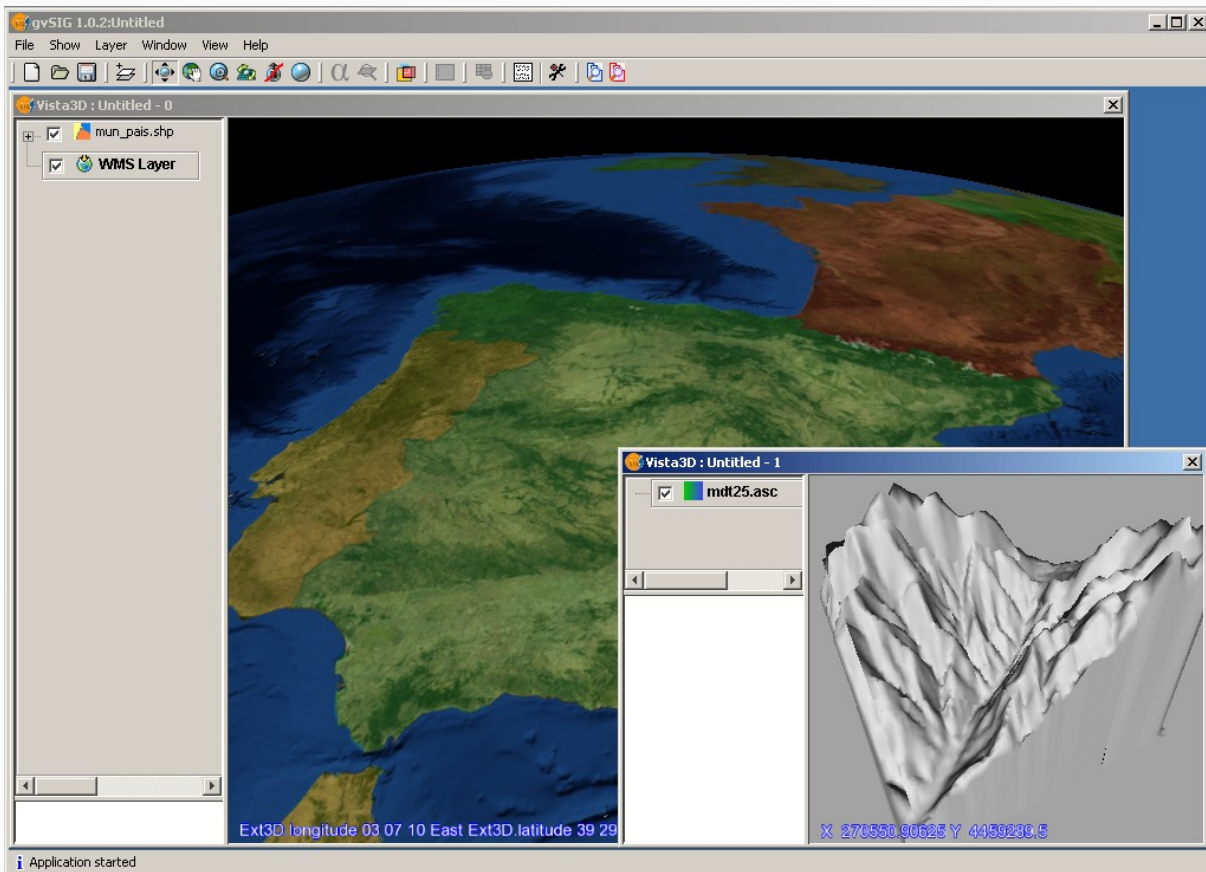 gvSIG 1.0.2:Untitled
File Show Layer Window View Help
Vista3D : Untitled - 0
mun_pais.shp
WMS Layer
Ext3D.longitude 03 07 10 East Ext3D.latitude 39 29
Vista3D : Untitled - 1
mdt25.asc
X 270550.90625 Y 4459289.5
Application started